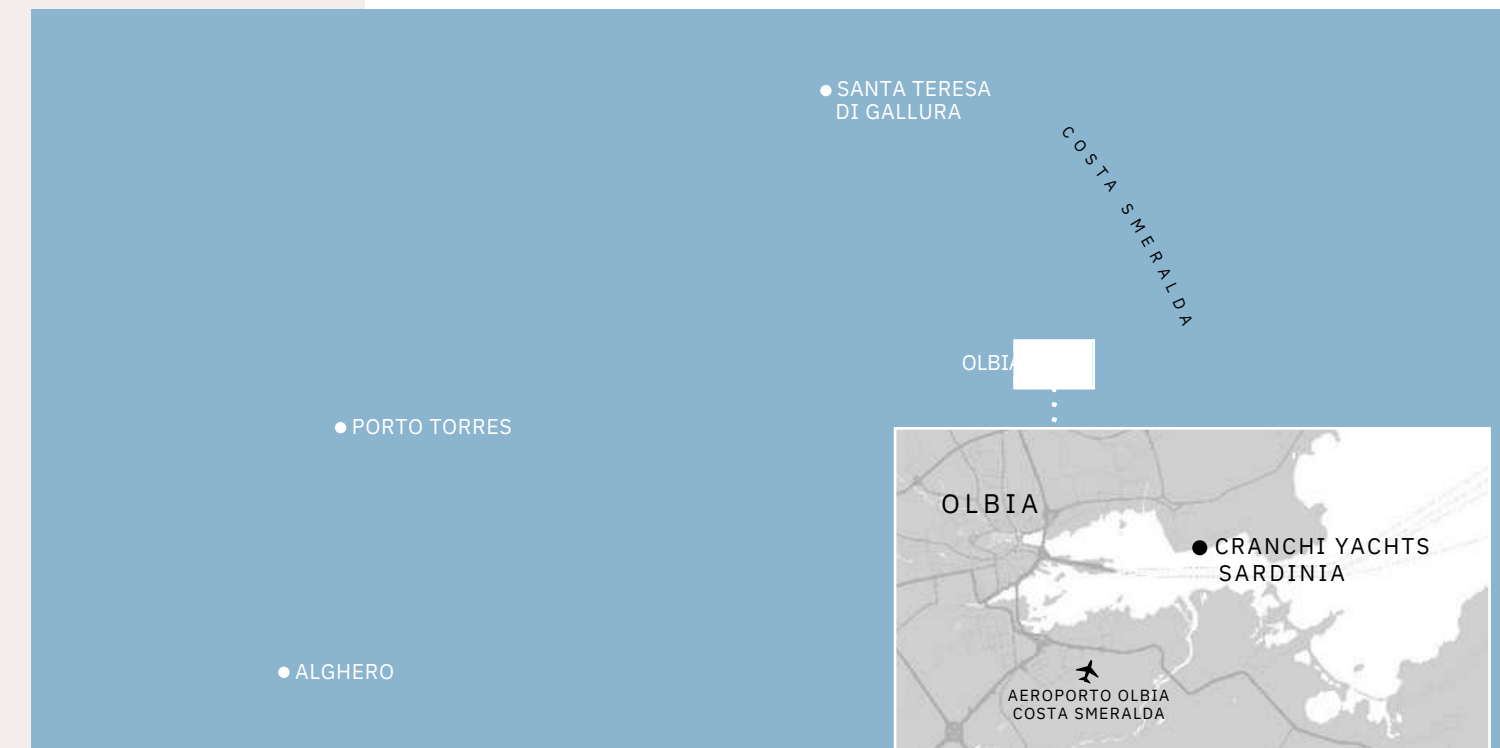 SANTA TERESA
DI GALLURA
COSTA SMERALDA
OLBIA
PORTO TORRES
OLBIA
CRANCHI YACHTS
SARDINIA
ALGHERO
AEROPORTO OLBIA
COSTA SMERALDA